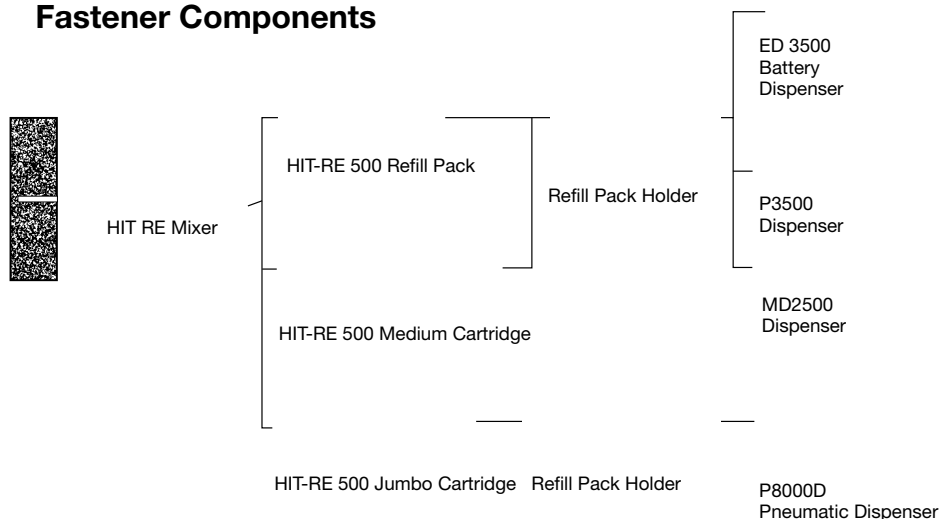 Fastener Components
ED 3500
Battery
Dispenser
HIT-RE 500 Refill Pack
Refill Pack Holder
P3500
Dispenser
HIT RE Mixer
MD2500
Dispenser
HIT-RE 500 Medium Cartridge
HIT-RE 500 Jumbo Cartridge Refill Pack Holder
P8000D
Pneumatic Dispenser